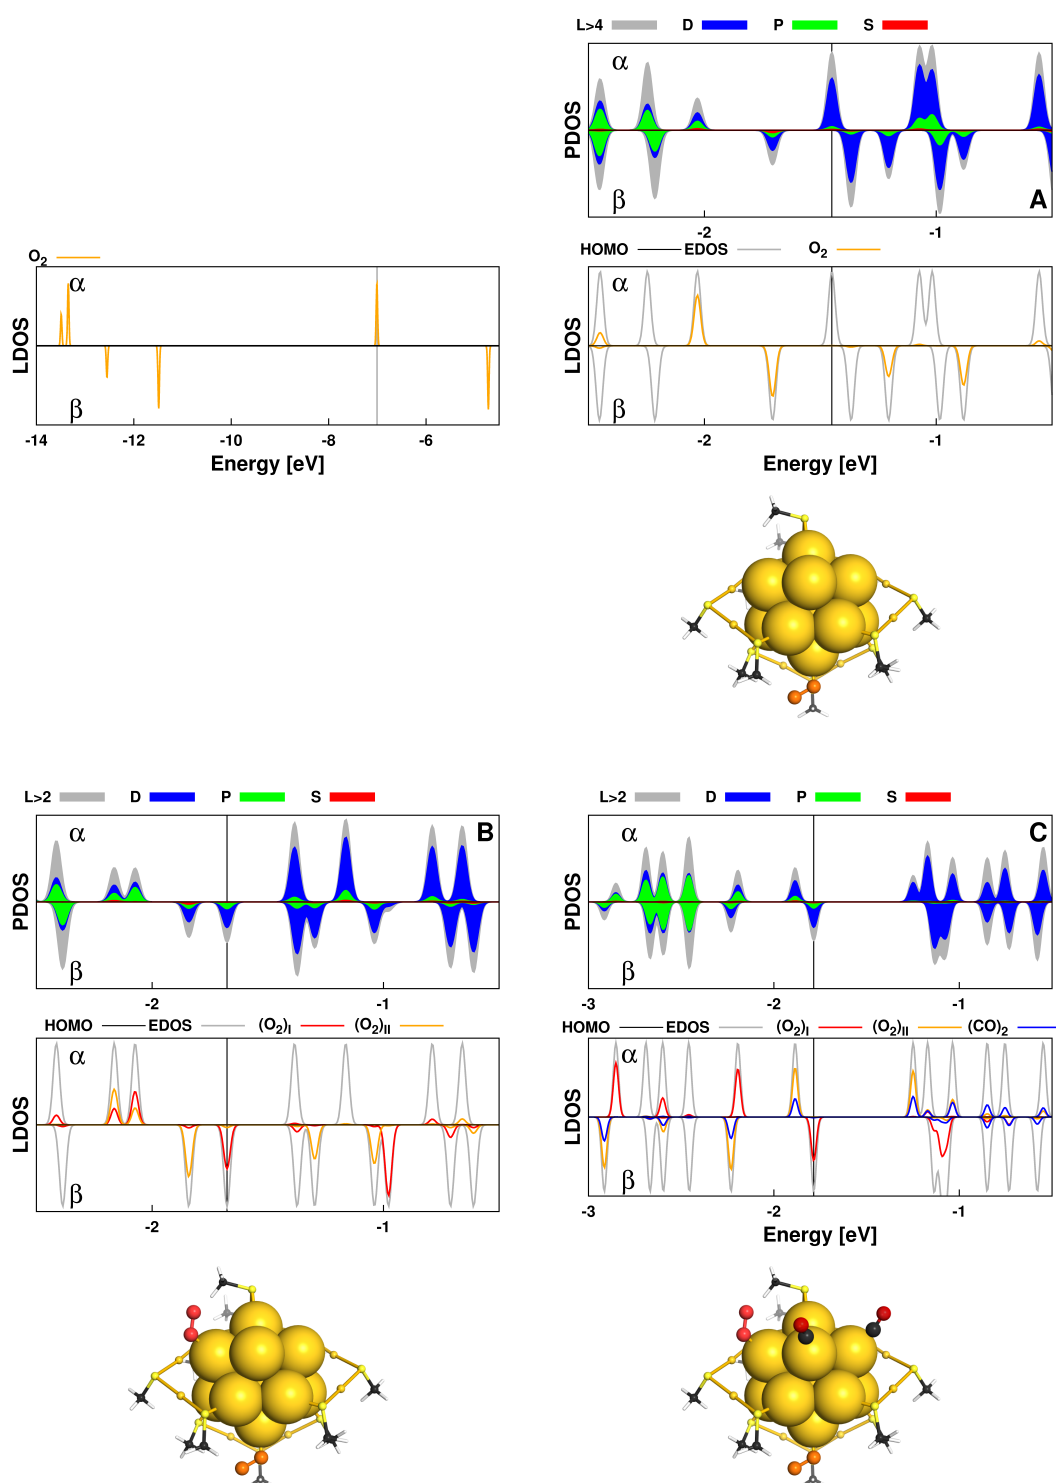 L>4 D P S
α
PDOS
β
A
-2 -1
HOMO EDOS O2
α
LDOS
β
-2 -1
Energy [eV]
O2
α
LDOS
β
-14 -12 -10 -8 -6
Energy [eV]
L>2 D P S
α
B
PDOS
β
-2 -1
HOMO EDOS (O2)I (O2)II
α
LDOS
β
-2 -1
L>2 D P S
α
C
PDOS
β
-3 -2 -1
HOMO EDOS (O2)I (O2)II (CO)2
α
LDOS
β
-3 -2 -1
Energy [eV]